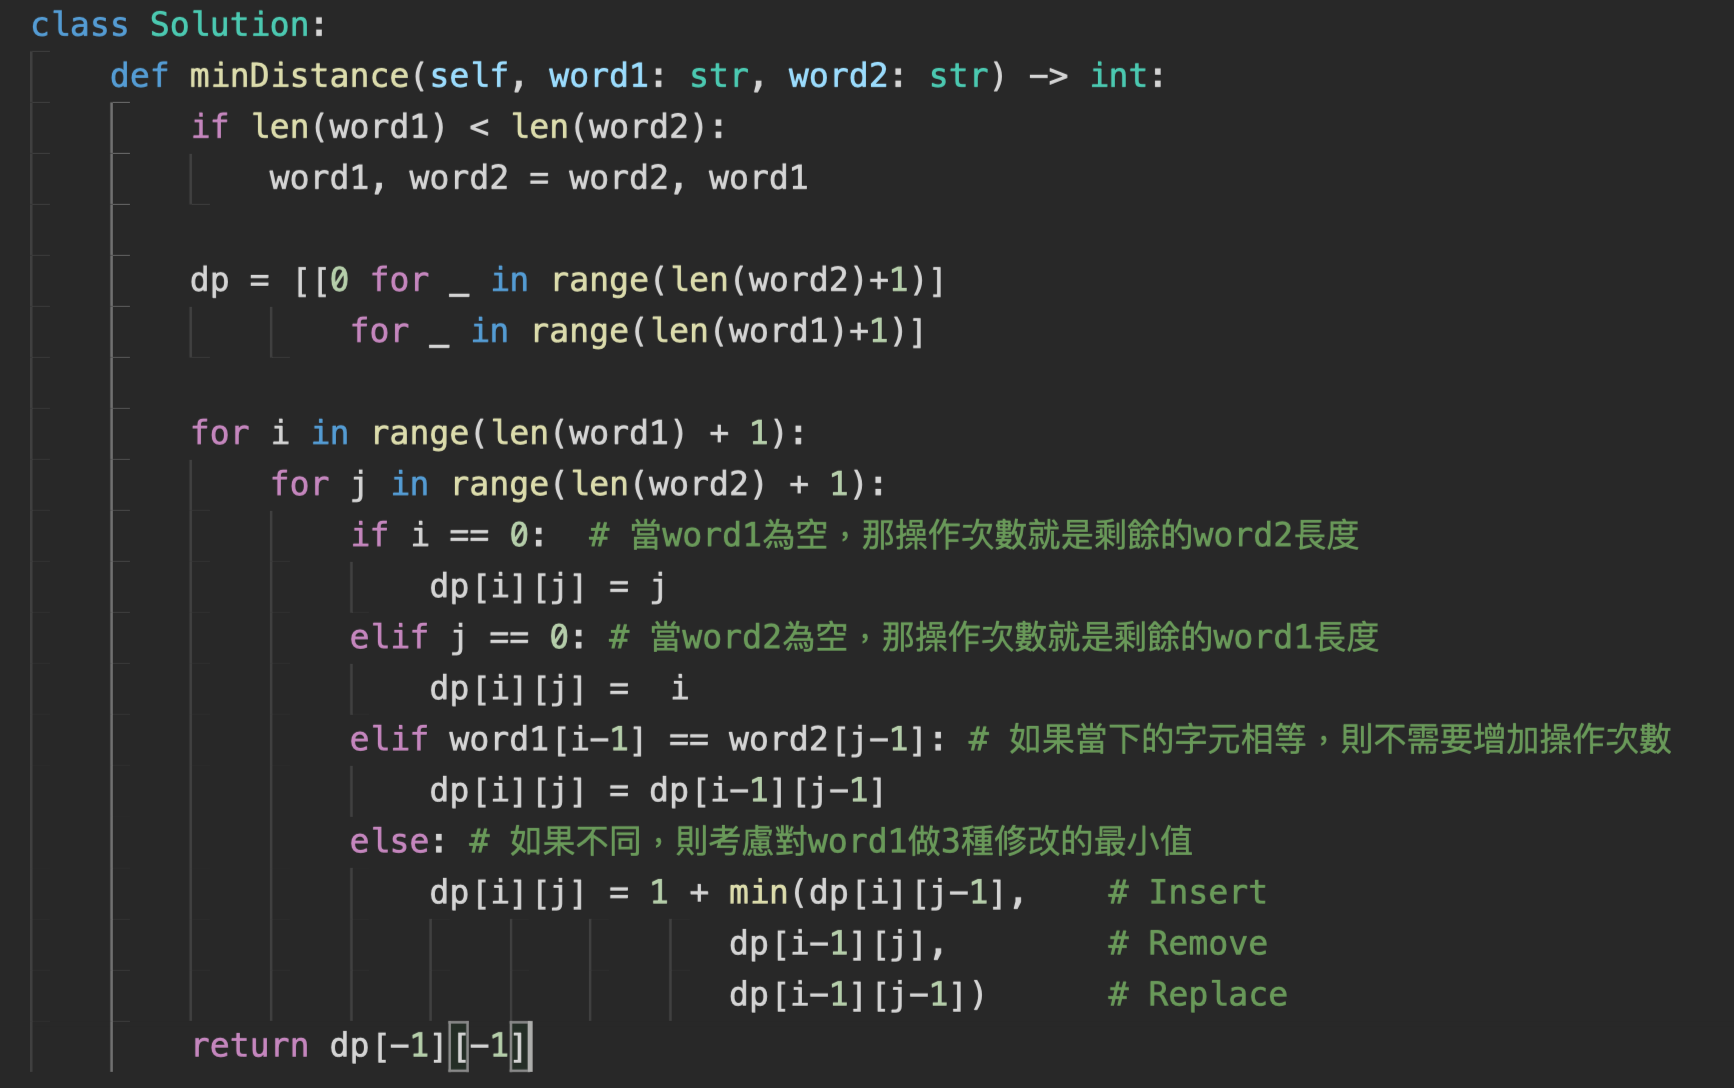 class Solution:
    def minDistance(self, word1: str, word2: str) -> int:
        if len(word1) < len(word2):
            word1, word2 = word2, word1

        dp = [[0 for _ in range(len(word2)+1)]
                for _ in range(len(word1)+1)]

        for i in range(len(word1) + 1):
            for j in range(len(word2) + 1):
                if i == 0:  # 當word1為空，那操作次數就是剩餘的word2長度
                    dp[i][j] = j
                elif j == 0: # 當word2為空，那操作次數就是剩餘的word1長度
                    dp[i][j] =  i
                elif word1[i-1] == word2[j-1]: # 如果當下的字元相等，則不需要增加操作次數
                    dp[i][j] = dp[i-1][j-1]
                else: # 如果不同，則考慮對word1做3種修改的最小值
                    dp[i][j] = 1 + min(dp[i][j-1],    # Insert
                                   dp[i-1][j],        # Remove
                                   dp[i-1][j-1])      # Replace
        return dp[-1][-1]